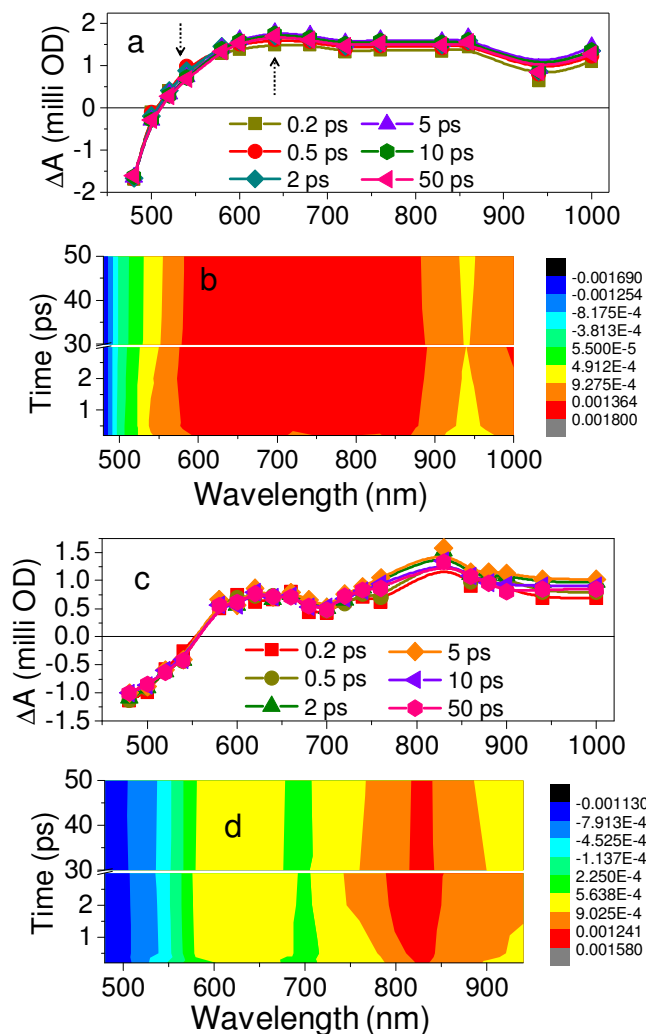 a
2
1
0
1
2
ΔA (milli OD)
0.2 ps
5 ps
0.5 ps
10 ps
2 ps
50 ps
500 600 700 800 900 1000
b
50
40
30
2
1
Time (ps)
500 600 700 800 900 1000
Wavelength (nm)
-0.001690
-0.001254
-8.175E-4
-3.813E-4
5.500E-5
4.912E-4
9.275E-4
0.001364
0.001800
c
1.5
1.0
0.5
0.0
-0.5
-1.0
-1.5
ΔA (milli OD)
0.2 ps
5 ps
0.5 ps
10 ps
2 ps
50 ps
500 600 700 800 900 1000
d
50
40
30
2
1
Time (ps)
500 600 700 800 900
Wavelength (nm)
-0.001130
-7.913E-4
-4.525E-4
-1.137E-4
2.250E-4
5.638E-4
9.025E-4
0.001241
0.001580